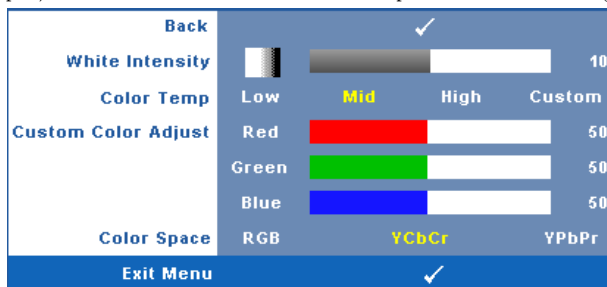 Back
White Intensity 10
Color Temp Low Mid High Custom
Custom Color Adjust Red 50
Green 50
Blue 50
Color Space RGB YCbCr YPbPr
Exit Menu